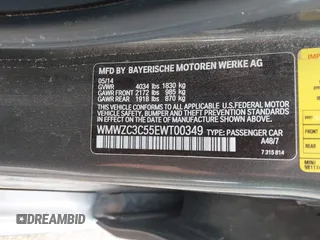 MFD BY BAYERISCHE MOTOREN WERKE AG
05/14
GVWR 4034 lbs 1830 kg
GAWR FRONT 2172 lbs 985 kg
GAWR REAR 1918 lbs 870 kg
THIS VEHICLE CONFORMS TO ALL APPLICABLE U.S. FEDERAL
MOTOR VEHICLE SAFETY, BUMPER, AND THEFT PREVENTION
STANDARDS IN EFFECT ON THE DATE OF MANUFACTURE
SHOWN ABOVE.
WMWZC3C55EWT00349 TYPE: PASSENGER CAR
A48/7
7 315 814
IMPO
DREAMBID